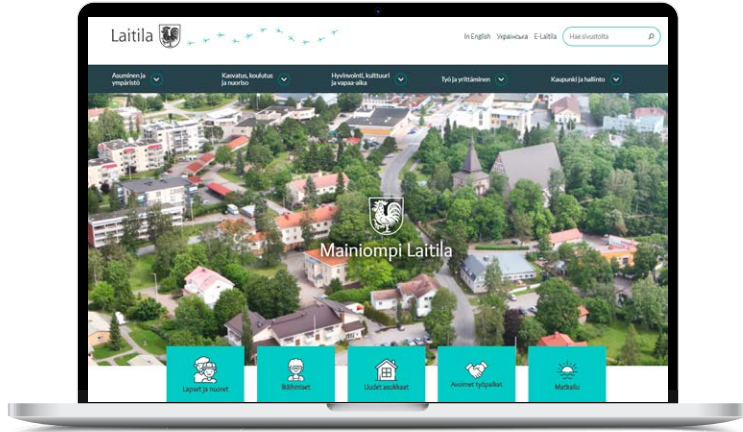 Laitila
In English Українська E-Laitila Hae sivustolta
Asuminen ja
ympäristö
Kasvatus, koulutus
ja nuoriso
Hyvinvointi, kulttuuri
ja vapaa-aika
Työ ja yrittäminen
Kaupunki ja hallinto
Mainiompi Laitila
Lapset ja nuoret
Ikäihmiset
Uudet asukkaat
Avoimet työpaikat
Matkailu